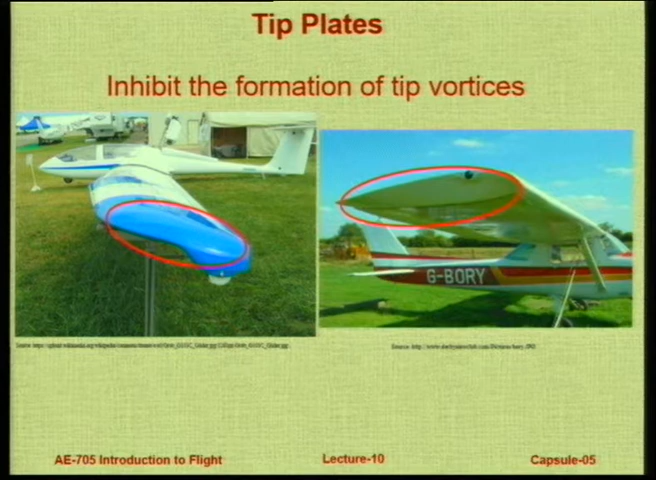 Tip Plates
Inhibit the formation of tip vortices
G-BORY
AE-705 Introduction to Flight
Lecture-10
Capsule-05